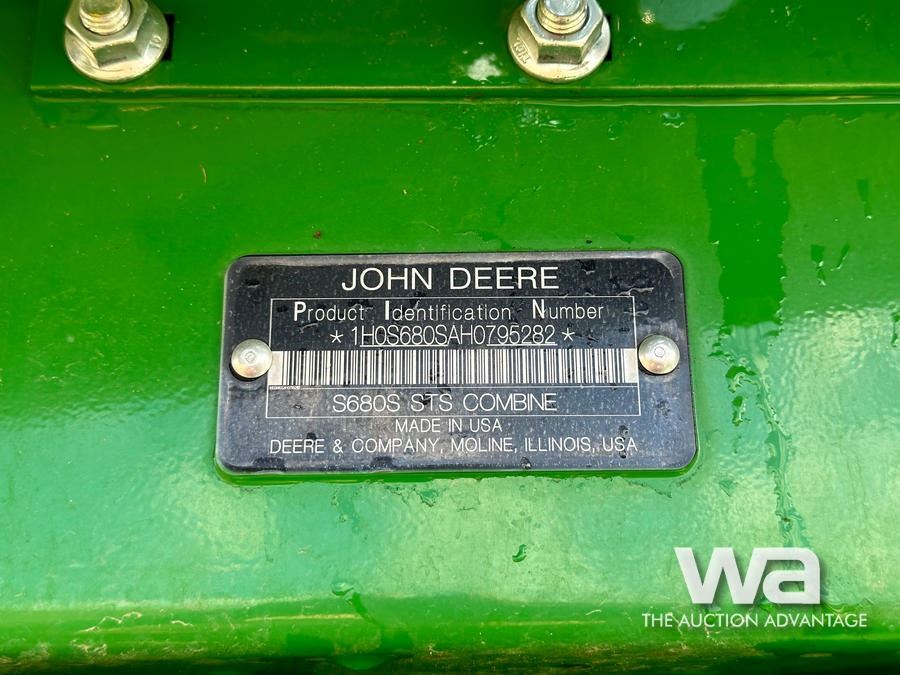 JOHN DEERE
Product Identification Number
*1H0S680SAH0795282*
S680S STS COMBINE
MADE IN USA
DEERE & COMPANY, MOLINE, ILLINOIS, USA
wa
THE AUCTION ADVANTAGE